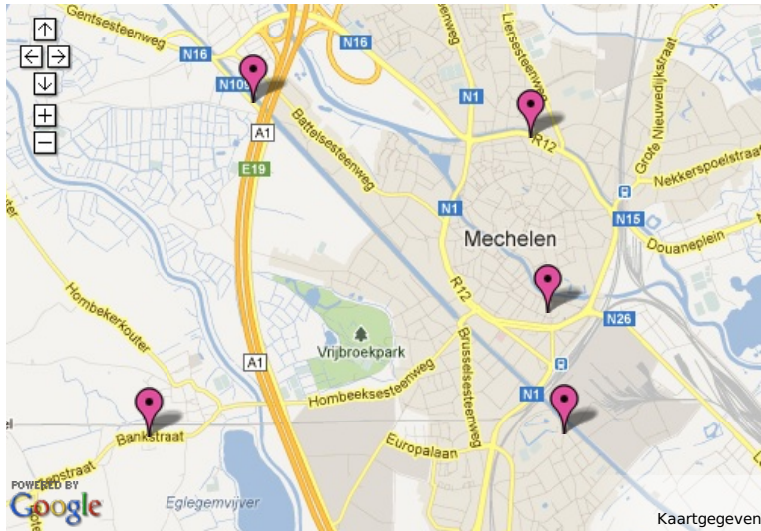 Gentsesteenweg
N16
N16
N109
Liersesteenweg
N1
Grote Nieuwedijkstraat
Battelsesteenweg
R12
A1
E19
Nekkerspoelstraat
N1
N15
Mechelen
Douaneplein
Hombekerkouter
R12
N26
Brusselsesteenweg
Vrijbroekpark
A1
Hombeeksesteenweg
N1
Bankstraat
Europalaan
POWERED BY
Google
Eglegemvijver
Kaartgegeven